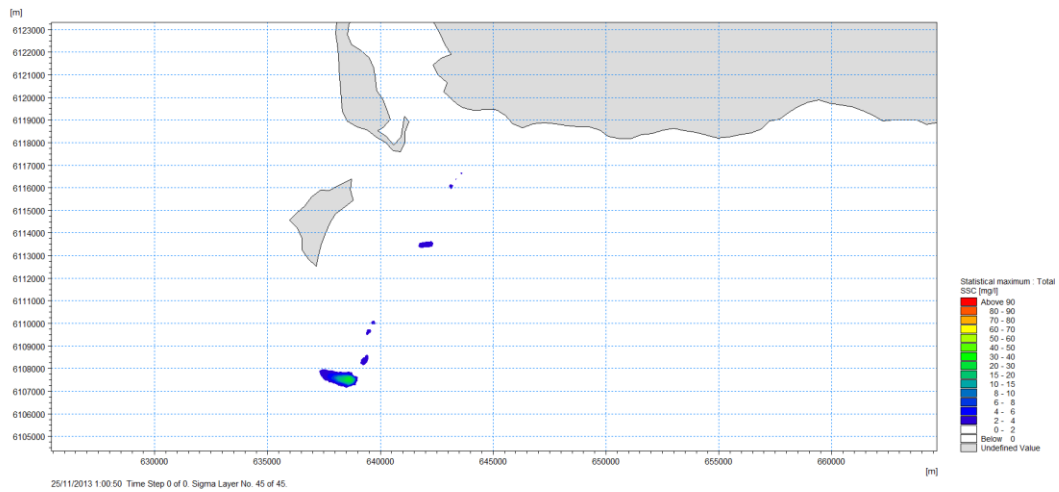 [m]
6123000
6122000
6121000
6120000
6119000
6118000
6117000
6116000
6115000
6114000
6113000
6112000
6111000
6110000
6109000
6108000
6107000
6106000
6105000
630000 635000 640000 645000 650000 655000 660000
[m]
Statistical maximum : Total
SSC [mg/l]
Above 90
80 - 90
70 - 80
60 - 70
50 - 60
40 - 50
30 - 40
20 - 30
15 - 20
10 - 15
8 - 10
6 - 8
4 - 6
2 - 4
0 - 2
Below 0
Undefined Value
25/11/2013 1:00:50 Time Step 0 of 0. Sigma Layer No. 45 of 45.